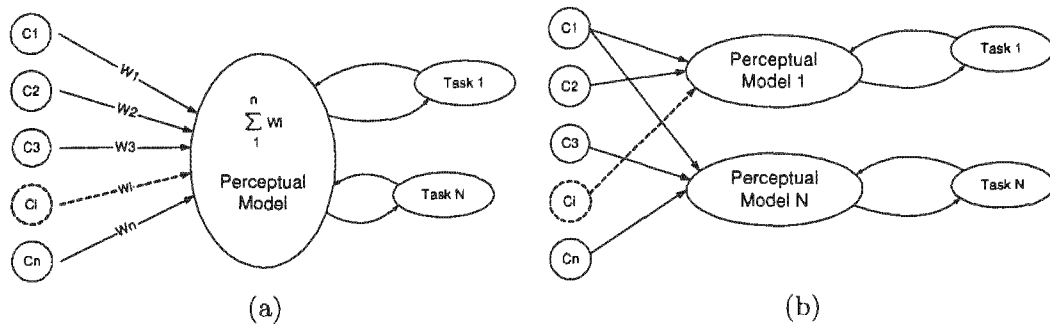 C1
W1
C2
W2
C3
W3
Ci
Wi
Cn
Wn
n
∑ Wi
1
Perceptual
Model
Task 1
Task N
(a)
C1
C2
C3
Ci
Cn
Perceptual
Model 1
Task 1
Perceptual
Model N
Task N
(b)